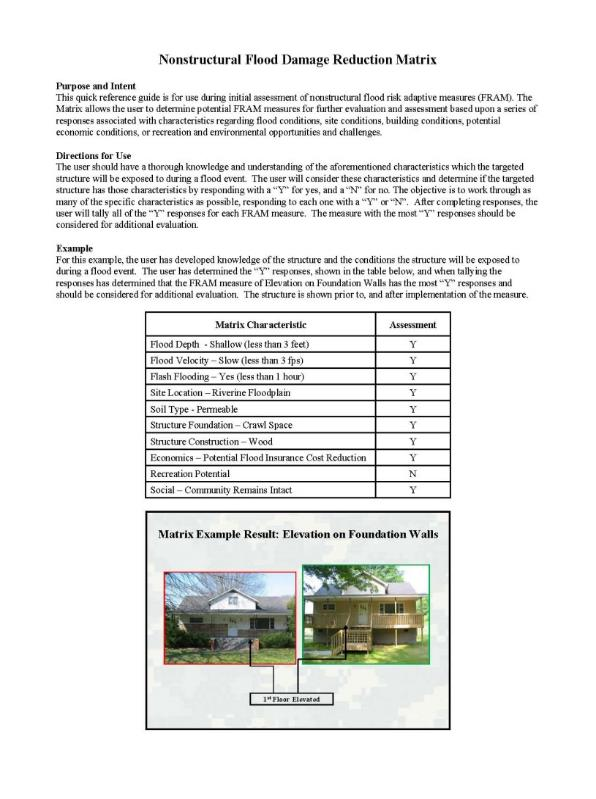 Nonstructural Flood Damage Reduction Matrix
Purpose and Intent
This quick reference guide is for use during initial assessment of nonstructural flood risk adaptive measures (FRAM). The
Matrix allows the user to determine potential FRAM measures for further evaluation and assessment based upon a series of
responses associated with characteristics regarding flood conditions, site conditions, building conditions, potential
economic conditions, or recreation and environmental opportunities and challenges.
Directions for Use
The user should have a thorough knowledge and understanding of the aforementioned characteristics which the targeted
structure will be exposed to during a flood event. The user will consider these characteristics and determine if the targeted
structure has those characteristics by responding with a “Y” for yes, and a “N” for no. The objective is to work through as
many of the specific characteristics as possible, responding to each one with a “Y” or “N”. After completing responses, the
user will tally all of the “Y” responses for each FRAM measure. The measure with the most “Y” responses should be
considered for additional evaluation.
Example
For this example, the user has developed knowledge of the structure and the conditions the structure will be exposed to
during a flood event. The user has determined the “Y” responses, shown in the table below, and when tallying the
responses has determined that the FRAM measure of Elevation on Foundation Walls has the most “Y” responses and
should be considered for additional evaluation. The structure is shown prior to, and after implementation of the measure.
Matrix Characteristic Assessment
Flood Depth - Shallow (less than 3 feet) Y
Flood Velocity – Slow (less than 3 fps) Y
Flash Flooding – Yes (less than 1 hour) Y
Site Location – Riverine Floodplain Y
Soil Type - Permeable Y
Structure Foundation – Crawl Space Y
Structure Construction – Wood Y
Economics – Potential Flood Insurance Cost Reduction Y
Recreation Potential N
Social – Community Remains Intact Y
Matrix Example Result: Elevation on Foundation Walls
1st Floor Elevated